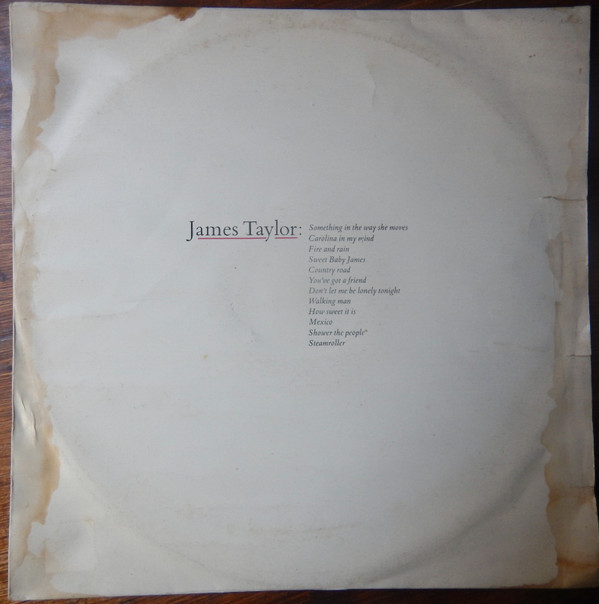 James Taylor:
Something in the way she moves
Carolina in my mind
Fire and rain
Sweet Baby James
Country road
You've got a friend
Don't let me be lonely tonight
Walking man
How sweet it is
Mexico
Shower the people*
Steamroller